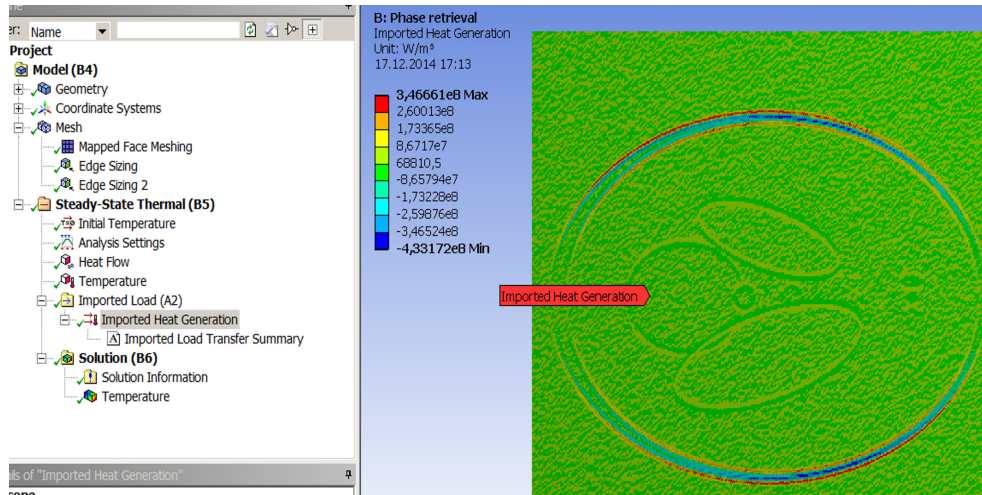 er: Name
Project
Model (B4)
Geometry
Coordinate Systems
Mesh
Mapped Face Meshing
Edge Sizing
Edge Sizing 2
Steady-State Thermal (B5)
Initial Temperature
Analysis Settings
Heat Flow
Temperature
Imported Load (A2)
Imported Heat Generation
Imported Load Transfer Summary
Solution (B6)
Solution Information
Temperature
ils of "Imported Heat Generation"
B: Phase retrieval
Imported Heat Generation
Unit: W/m³
17.12.2014 17:13
3,46661e8 Max
2,60013e8
1,73365e8
8,6717e7
68810,5
-8,65794e7
-1,73228e8
-2,59876e8
-3,46524e8
-4,33172e8 Min
Imported Heat Generation